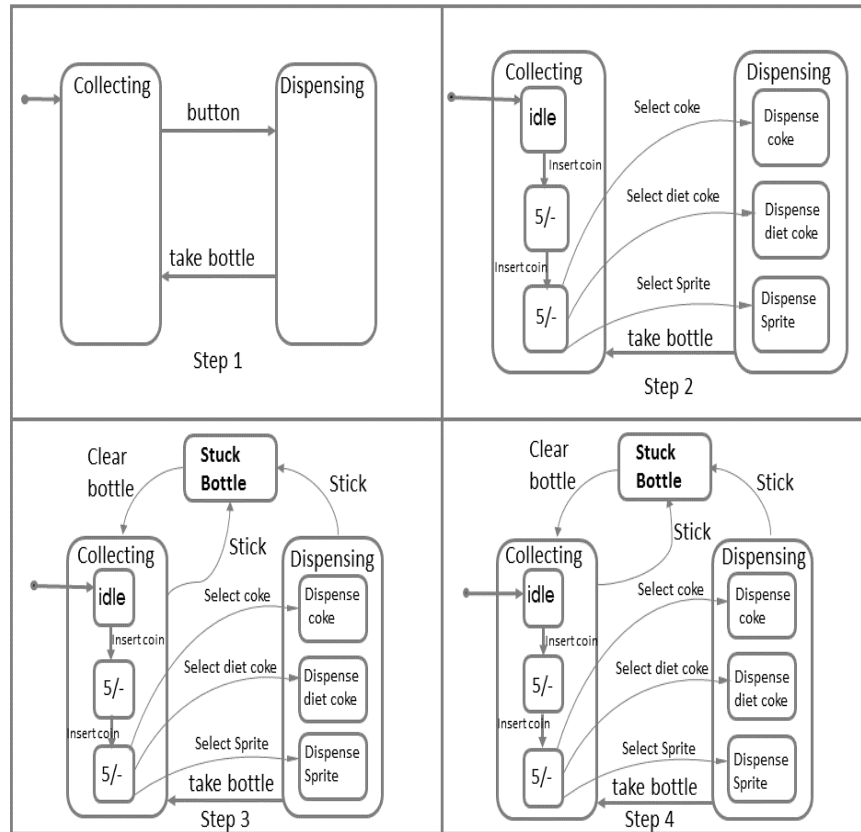 Collecting
Dispensing
button
take bottle
Step 1
Collecting
Dispensing
idle
Select coke
Dispense
coke
Insert coin
Select diet coke
5/-
Dispense
diet coke
Insert coin
Select Sprite
5/-
Dispense
Sprite
take bottle
Step 2
Clear
bottle
Stuck
Bottle
Stick
Stick
Collecting
Dispensing
idle
Select coke
Dispense
coke
Insert coin
Select diet coke
5/-
Dispense
diet coke
Insert coin
Select Sprite
5/-
Dispense
Sprite
take bottle
Step 3
Clear
bottle
Stuck
Bottle
Stick
Stick
Collecting
Dispensing
idle
Select coke
Dispense
coke
Insert coin
Select diet coke
5/-
Dispense
diet coke
Insert coin
Select Sprite
5/-
Dispense
Sprite
take bottle
Step 4